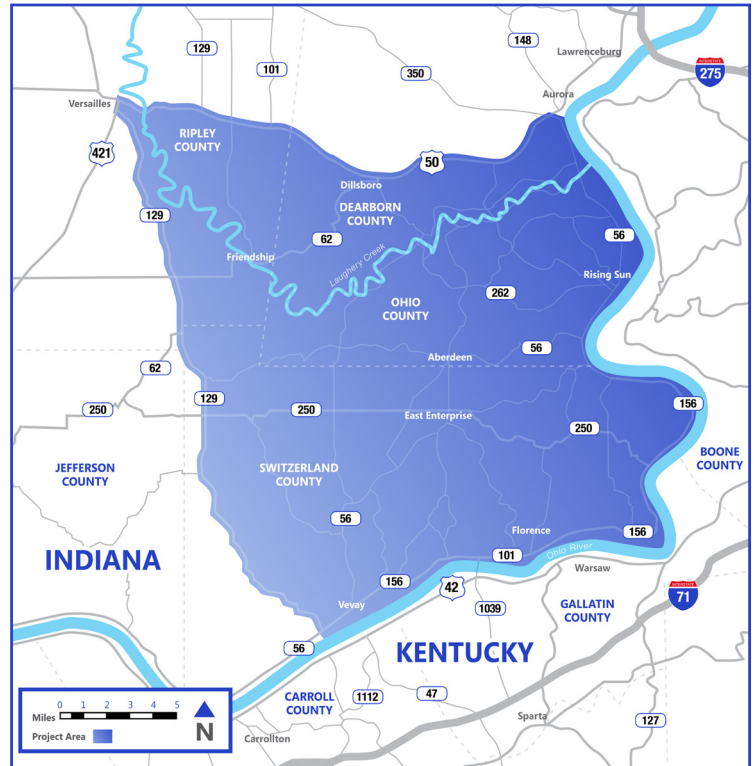 129
148
Lawrenceburg
101
350
INTERSTATE
275
Aurora
Versailles
RIPLEY
COUNTY
421
50
Dillsboro
DEARBORN
COUNTY
129
62
56
Friendship
Laughery Creek
Rising Sun
262
OHIO
COUNTY
56
Aberdeen
62
129
156
250
250
East Enterprise
250
BOONE
COUNTY
JEFFERSON
COUNTY
SWITZERLAND
COUNTY
56
Florence
156
INDIANA
101
Ohio River
Warsaw
156
42
INTERSTATE
71
Vevay
1039
GALLATIN
COUNTY
56
KENTUCKY
CARROLL
COUNTY
1112
47
Sparta
127
Carrollton
0 1 2 3 4 5
Miles
N
Project Area